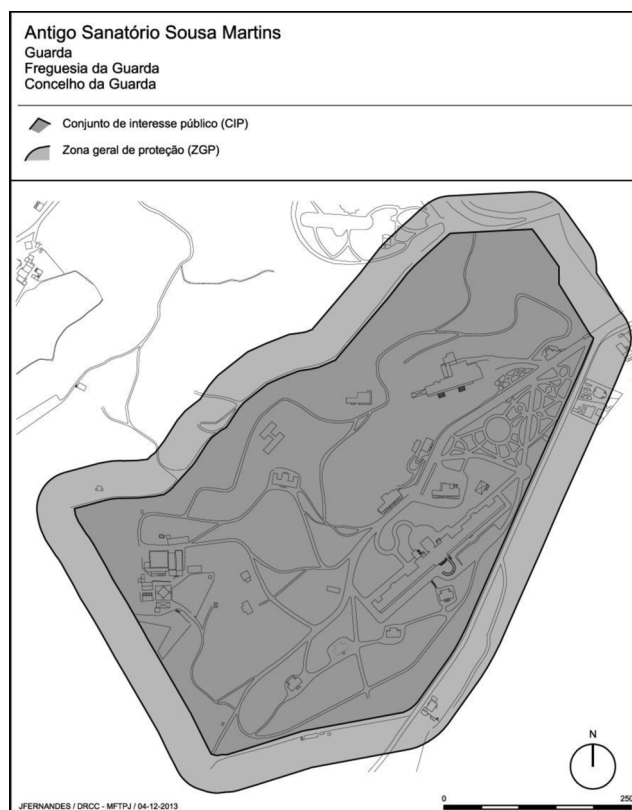 Antigo Sanatório Sousa Martins
Guarda
Freguesia da Guarda
Concelho da Guarda
Conjunto de interesse público (CIP)
Zona geral de proteção (ZGP)
N
JFERNANDES / DRCC - MFTPJ / 04-12-2013
0 250